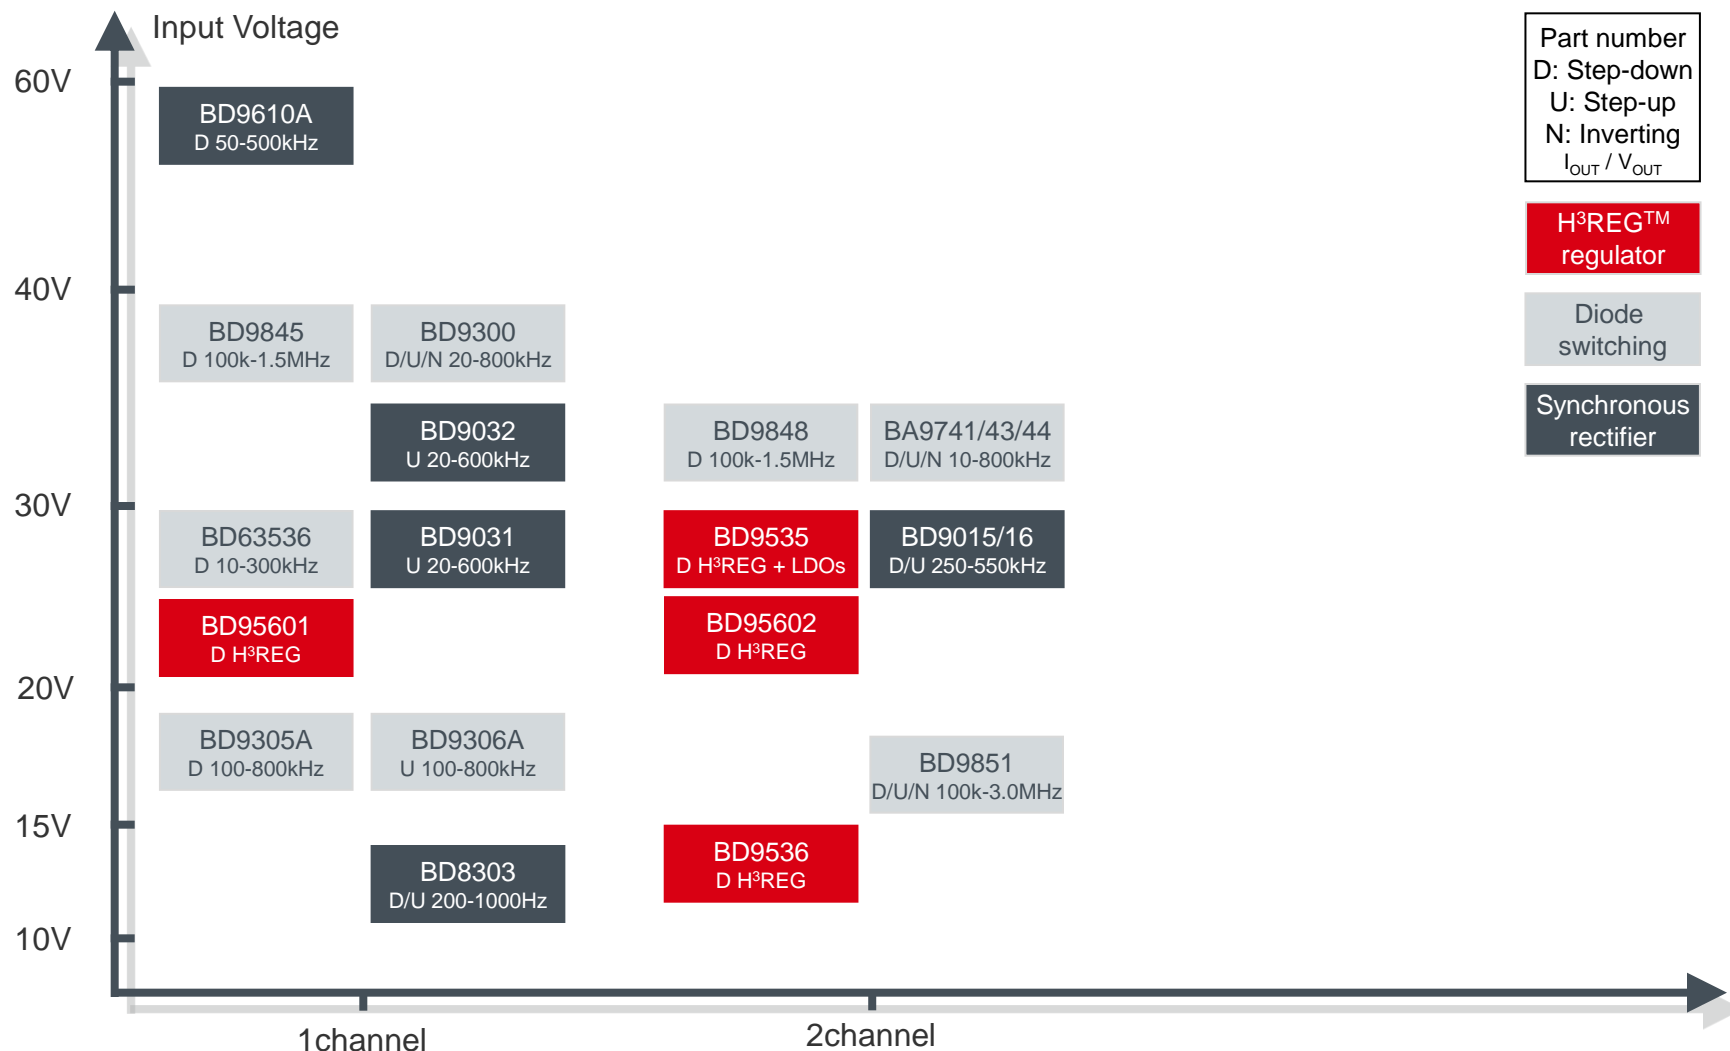 Input Voltage
60V
40V
30V
20V
15V
10V
BD9610A
D 50-500kHz
BD9845
D 100k-1.5MHz
BD9300
D/U/N 20-800kHz
BD9032
U 20-600kHz
BD9848
D 100k-1.5MHz
BA9741/43/44
D/U/N 10-800kHz
BD63536
D 10-300kHz
BD9031
U 20-600kHz
BD9535
D H³REG + LDOs
BD9015/16
D/U 250-550kHz
BD95601
D H³REG
BD95602
D H³REG
BD9305A
D 100-800kHz
BD9306A
U 100-800kHz
BD9851
D/U/N 100k-3.0MHz
BD8303
D/U 200-1000Hz
BD9536
D H³REG
1channel
2channel
Part number
D: Step-down
U: Step-up
N: Inverting
I_OUT / V_OUT
H³REG™
regulator
Diode
switching
Synchronous
rectifier